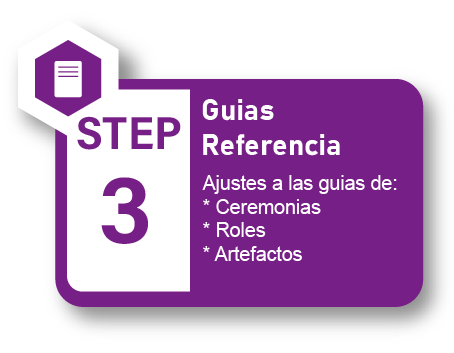 STEP
3
Guias
Referencia
Ajustes a las guias de:
* Ceremonias
* Roles
* Artefactos